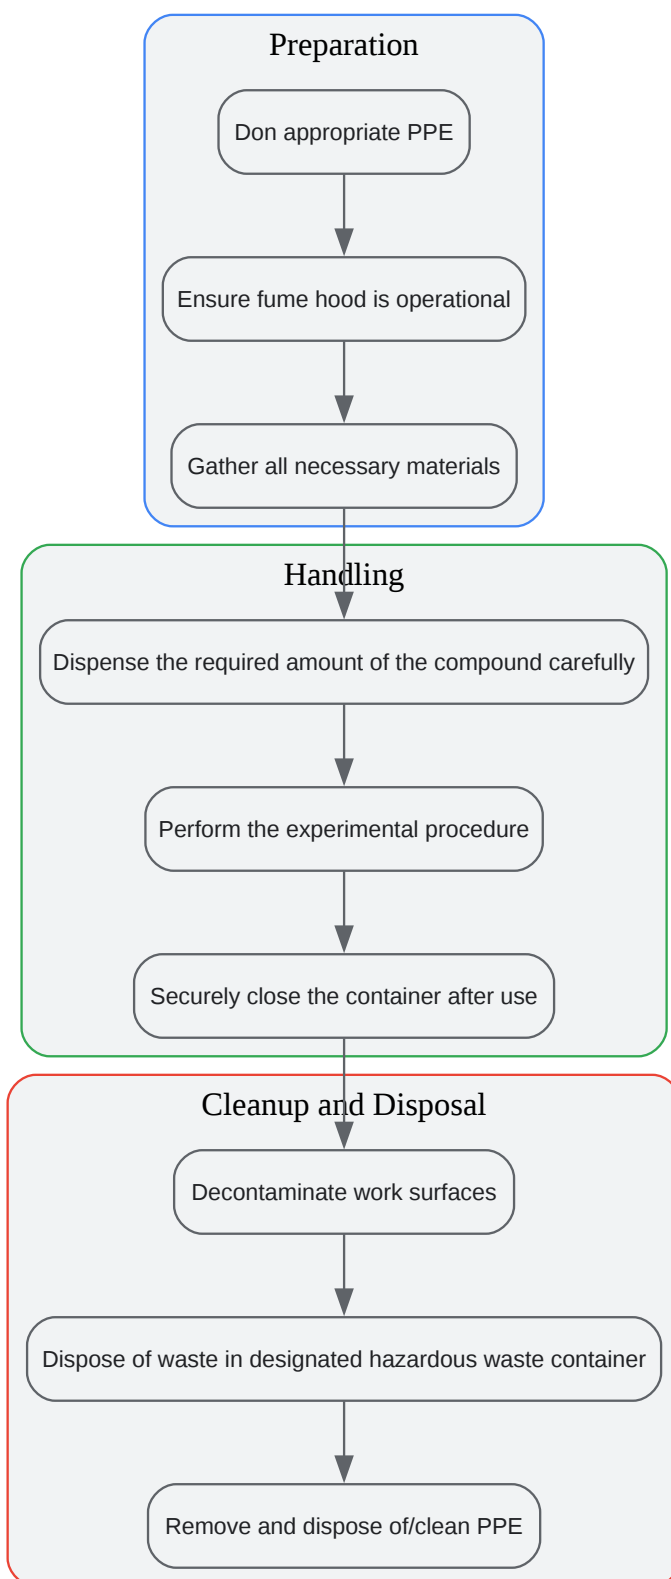 Preparation
Don appropriate PPE
Ensure fume hood is operational
Gather all necessary materials
Handling
Dispense the required amount of the compound carefully
Perform the experimental procedure
Securely close the container after use
Cleanup and Disposal
Decontaminate work surfaces
Dispose of waste in designated hazardous waste container
Remove and dispose of/clean PPE